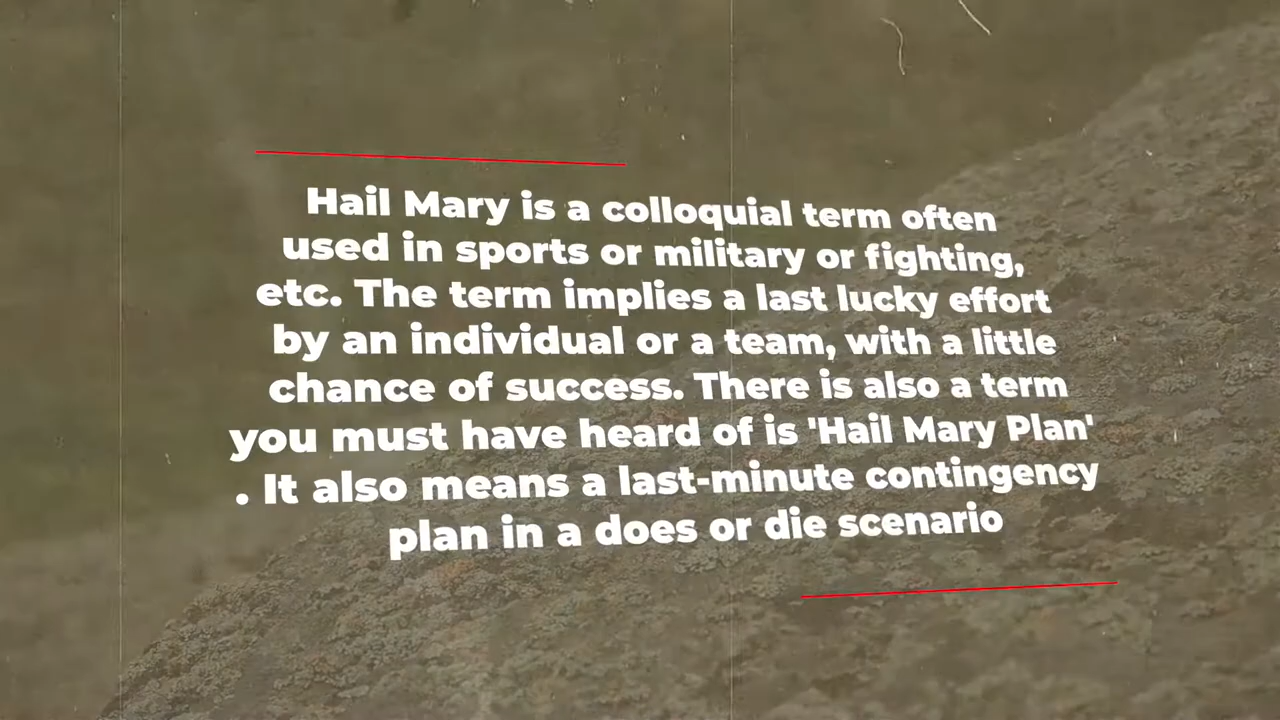 Hail Mary is a colloquial term often
used in sports or military or fighting,
etc. The term implies a last lucky effort
by an individual or a team, with a little
chance of success. There is also a term
you must have heard of is 'Hail Mary Plan'
. It also means a last-minute contingency
plan in a does or die scenario